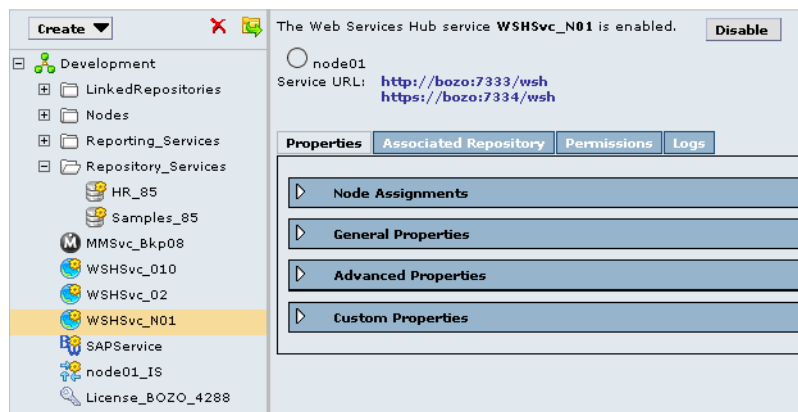 Create
Development
LinkedRepositories
Nodes
Reporting_Services
Repository_Services
HR_85
Samples_85
MMSvc_Bkp08
WSHSvc_010
WSHSvc_02
WSHSvc_N01
SAPService
node01_IS
License_BOZO_4288
The Web Services Hub service WSHSvc_N01 is enabled.
Disable
node01
Service URL: http://bozo:7333/wsh
https://bozo:7334/wsh
Properties Associated Repository Permissions Logs
Node Assignments
General Properties
Advanced Properties
Custom Properties